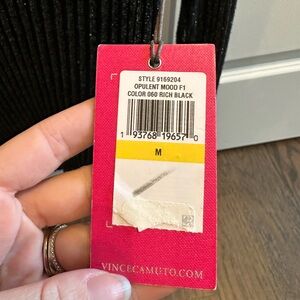 STYLE 9169204
OPULENT MOOD F1
COLOR 060 RICH BLACK
1 93768 19657 0
M
VINCECAMUTO.COM